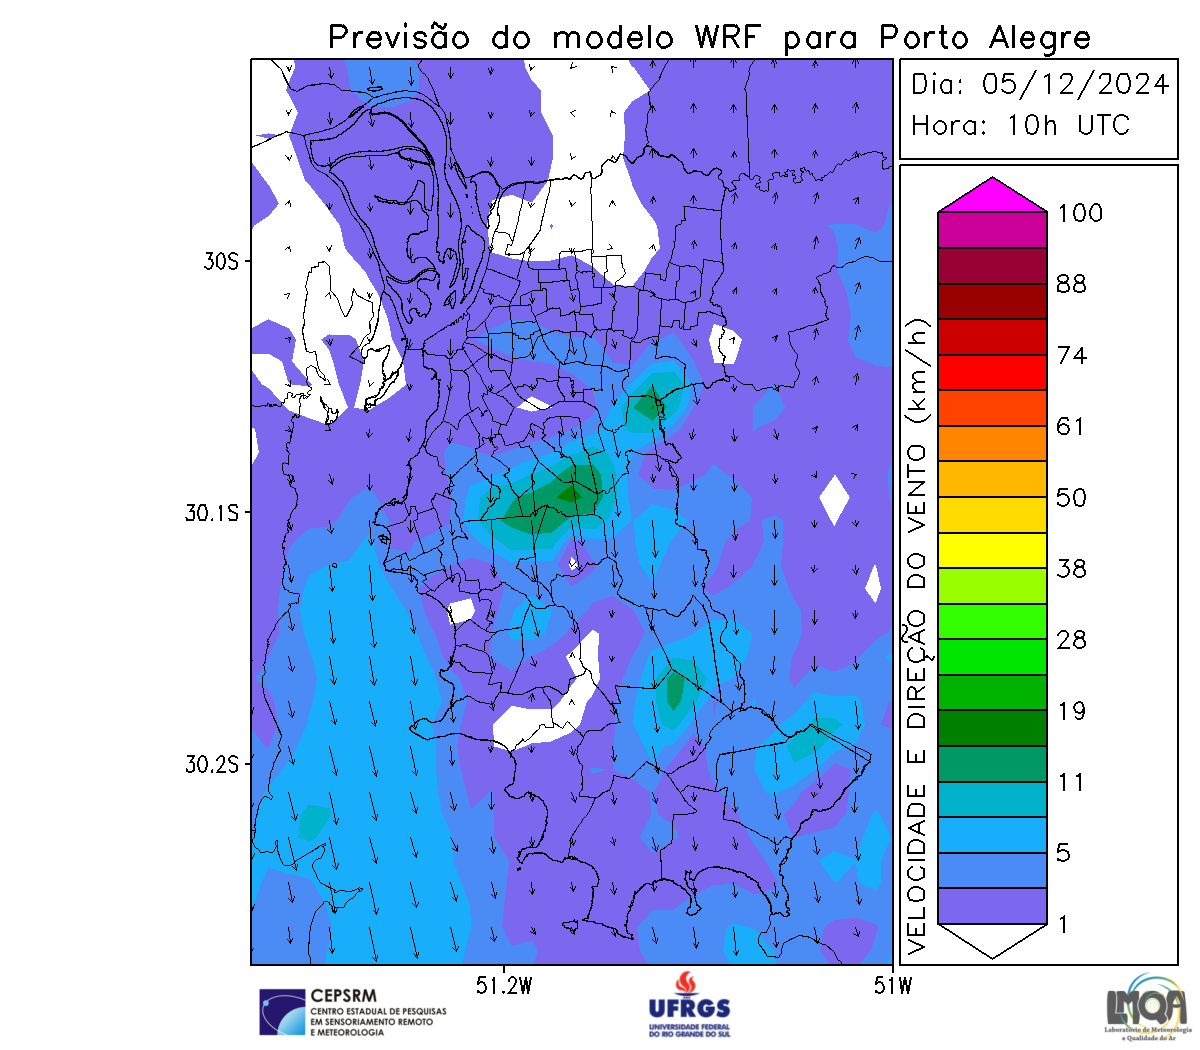 Previsão do modelo WRF para Porto Alegre
Dia: 05/12/2024
Hora: 10h UTC
30S
30.1S
30.2S
51.2W
51W
VELOCIDADE E DIREÇÃO DO VENTO (km/h)
100
88
74
61
50
38
28
19
11
5
1
CEPSRM
CENTRO ESTADUAL DE PESQUISAS
EM SENSORIAMENTO REMOTO
E METEOROLOGIA
UFRGS
UNIVERSIDADE FEDERAL
DO RIO GRANDE DO SUL
LMQA
Laboratório de Meteorologia
e Qualidade do Ar